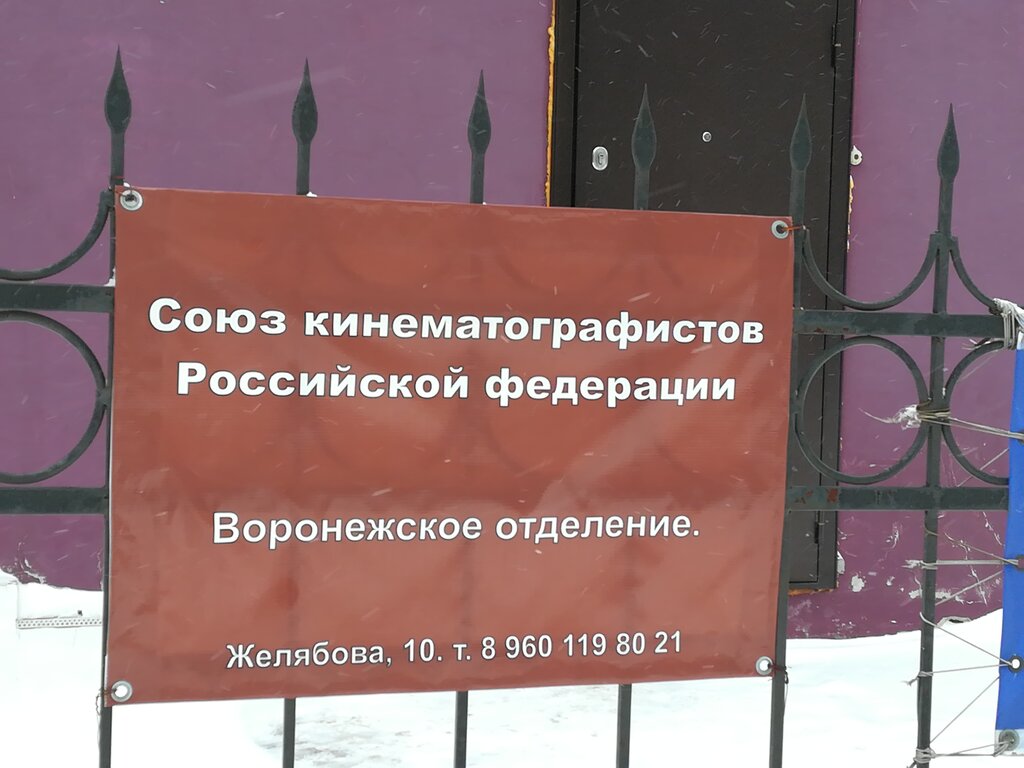 Союз кинематографистов
Российской федерации
Воронежское отделение.
Желябова, 10. т. 8 960 119 80 21